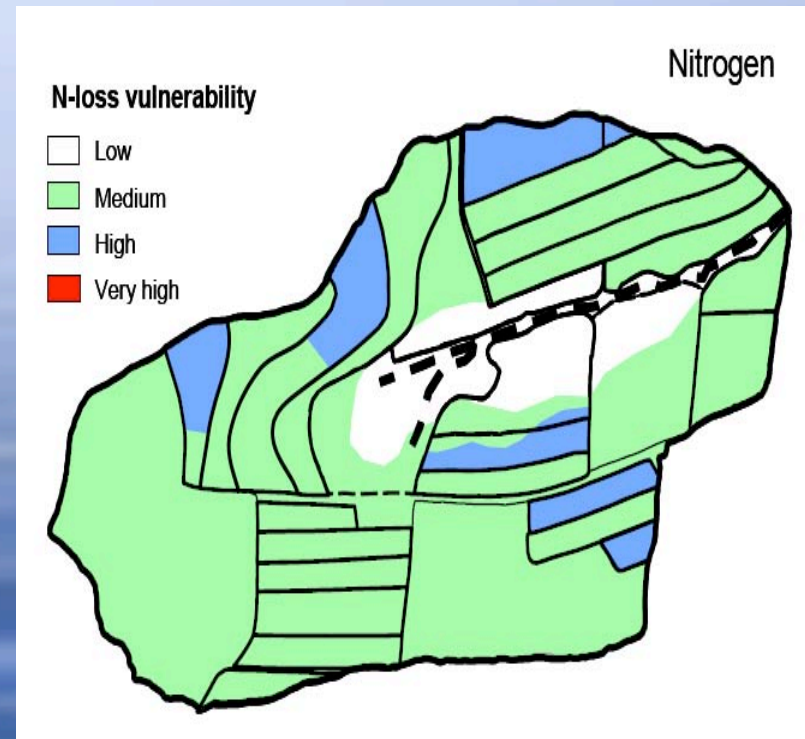 Nitrogen
N-loss vulnerability
Low
Medium
High
Very high